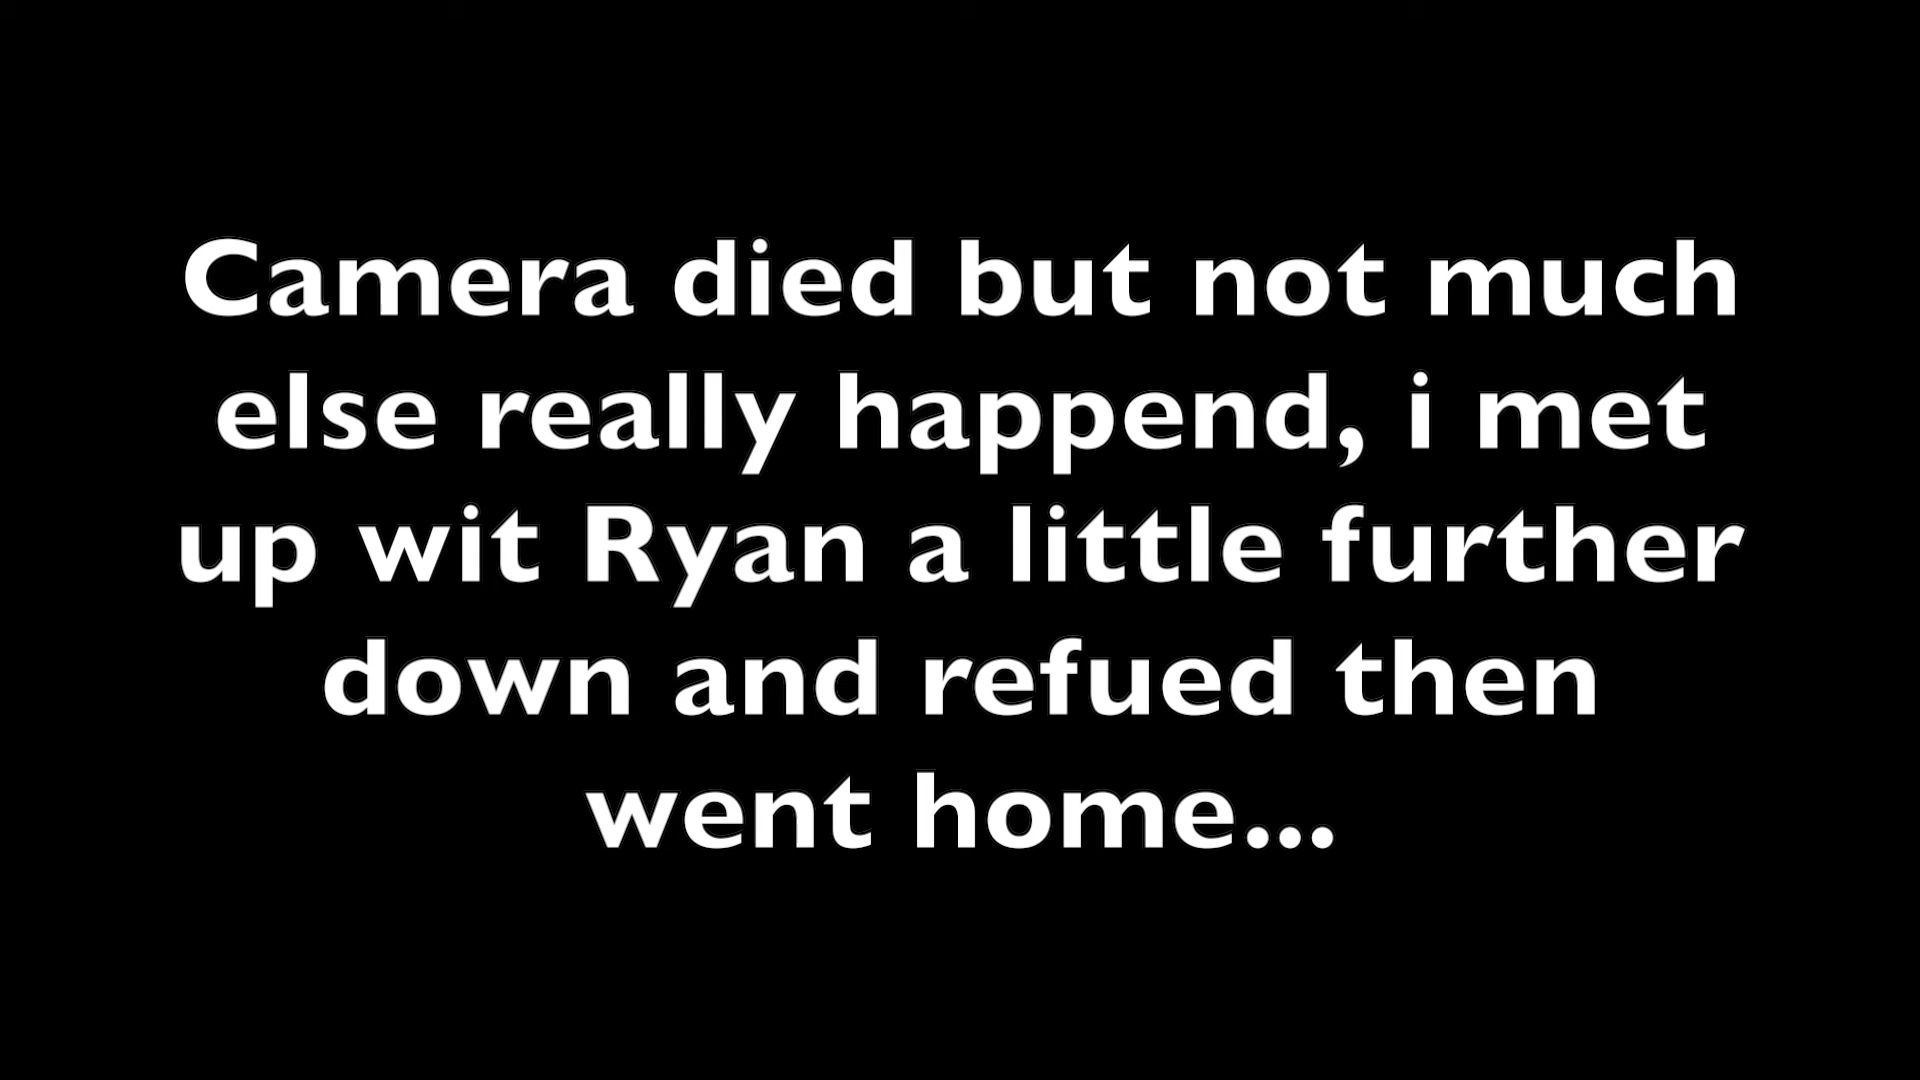 Camera died but not much
else really happend, i met
up wit Ryan a little further
down and refued then
went home...